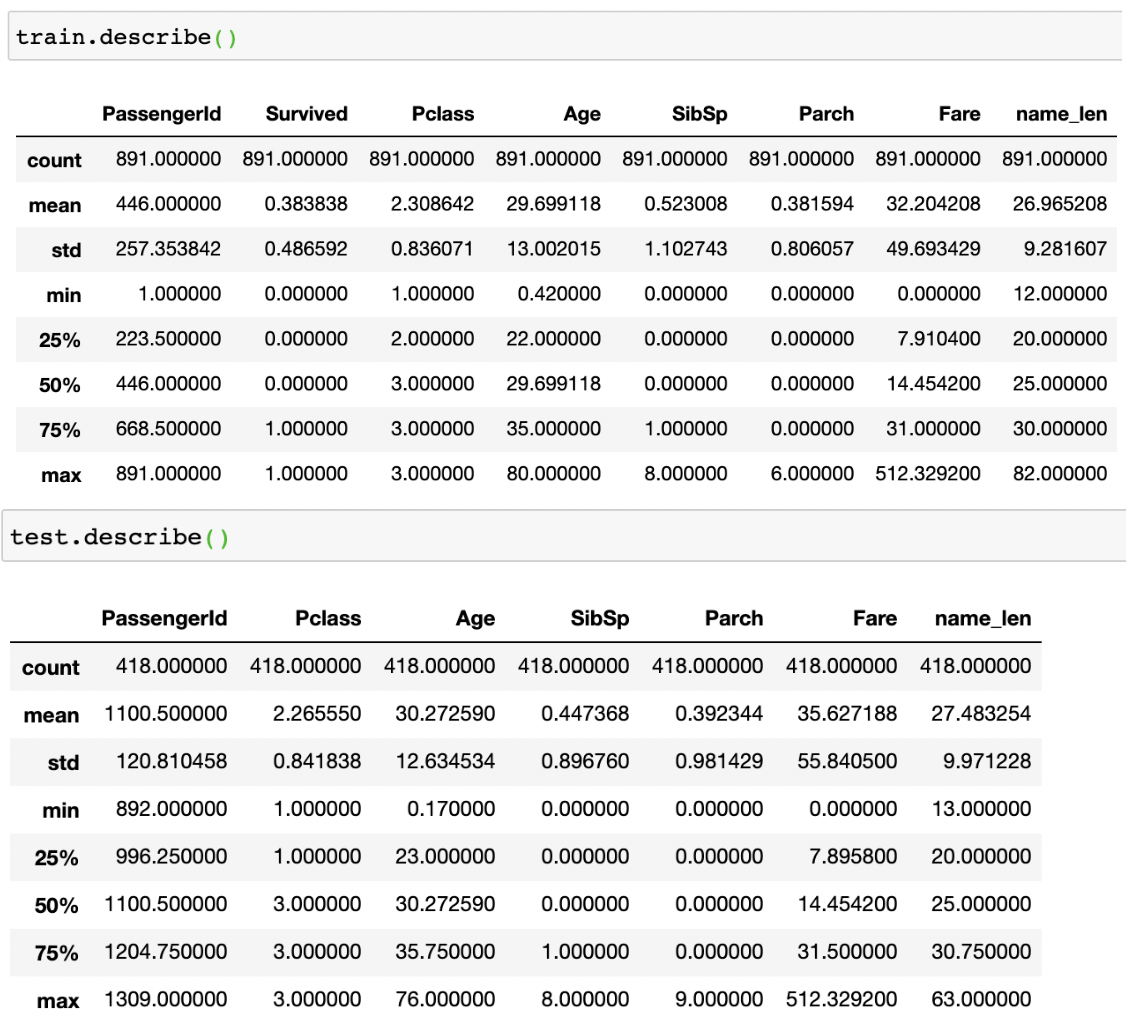 train.describe()
PassengerId Survived Pclass Age SibSp Parch Fare name_len
count 891.000000 891.000000 891.000000 891.000000 891.000000 891.000000 891.000000 891.000000
mean 446.000000 0.383838 2.308642 29.699118 0.523008 0.381594 32.204208 26.965208
std 257.353842 0.486592 0.836071 13.002015 1.102743 0.806057 49.693429 9.281607
min 1.000000 0.000000 1.000000 0.420000 0.000000 0.000000 0.000000 12.000000
25% 223.500000 0.000000 2.000000 22.000000 0.000000 0.000000 7.910400 20.000000
50% 446.000000 0.000000 3.000000 29.699118 0.000000 0.000000 14.454200 25.000000
75% 668.500000 1.000000 3.000000 35.000000 1.000000 0.000000 31.000000 30.000000
max 891.000000 1.000000 3.000000 80.000000 8.000000 6.000000 512.329200 82.000000
test.describe()
PassengerId Pclass Age SibSp Parch Fare name_len
count 418.000000 418.000000 418.000000 418.000000 418.000000 418.000000 418.000000
mean 1100.500000 2.265550 30.272590 0.447368 0.392344 35.627188 27.483254
std 120.810458 0.841838 12.634534 0.896760 0.981429 55.840500 9.971228
min 892.000000 1.000000 0.170000 0.000000 0.000000 0.000000 13.000000
25% 996.250000 1.000000 23.000000 0.000000 0.000000 7.895800 20.000000
50% 1100.500000 3.000000 30.272590 0.000000 0.000000 14.454200 25.000000
75% 1204.750000 3.000000 35.750000 1.000000 0.000000 31.500000 30.750000
max 1309.000000 3.000000 76.000000 8.000000 9.000000 512.329200 63.000000